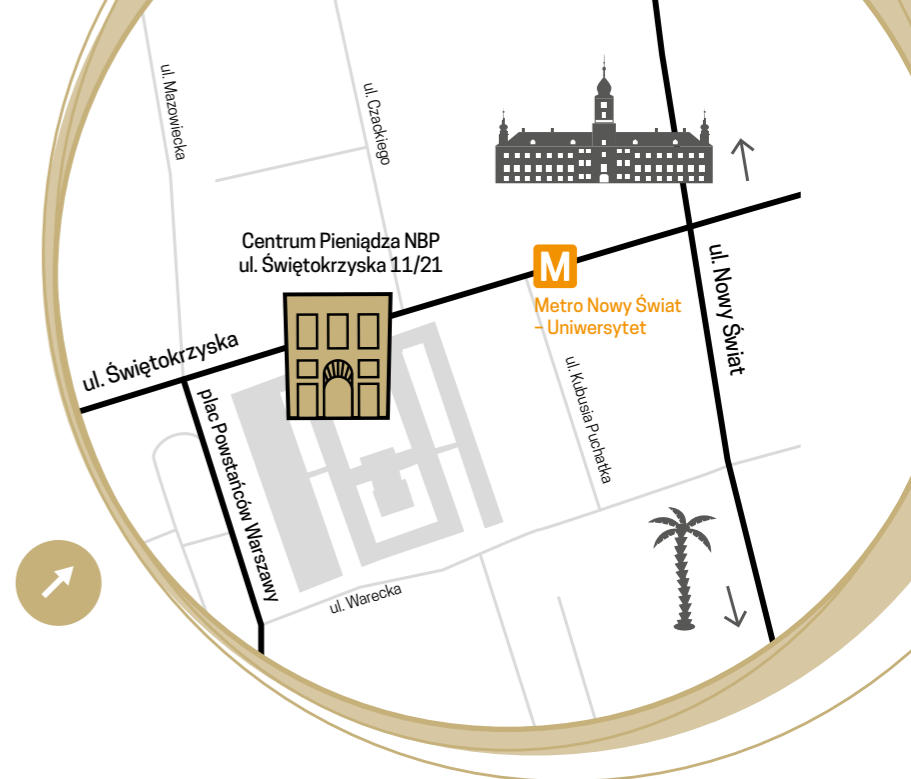 ul. Mazowiecka
ul. Czackiego
Centrum Pieniądza NBP
ul. Świętokrzyska 11/21
M
Metro Nowy Świat
– Uniwersytet
ul. Nowy Świat
ul. Świętokrzyska
ul. Kubusia Puchatka
plac Powstańców Warszawy
ul. Warecka